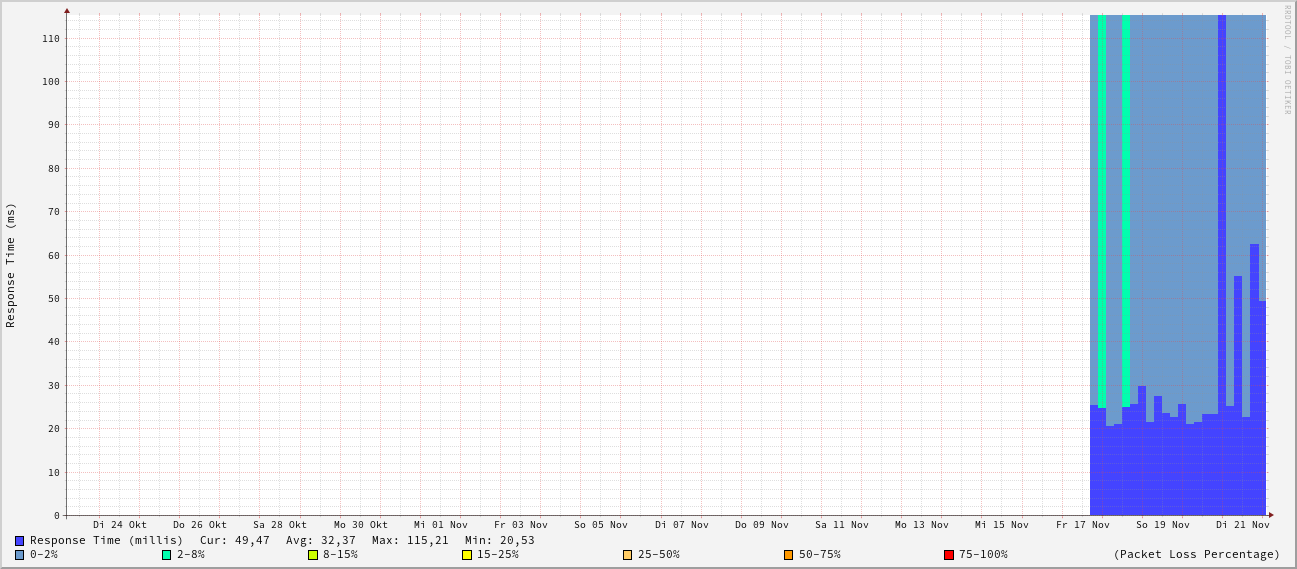 RRDTOOL / TOBI OETIKER
Response Time (ms)
110
100
90
80
70
60
50
40
30
20
10
0
Di 24 Okt Do 26 Okt Sa 28 Okt Mo 30 Okt Mi 01 Nov Fr 03 Nov So 05 Nov Di 07 Nov Do 09 Nov Sa 11 Nov Mo 13 Nov Mi 15 Nov Fr 17 Nov So 19 Nov Di 21 Nov
Response Time (millis) Cur: 49,47 Avg: 32,37 Max: 115,21 Min: 20,53
0-2% 2-8% 8-15% 15-25% 25-50% 50-75% 75-100% (Packet Loss Percentage)